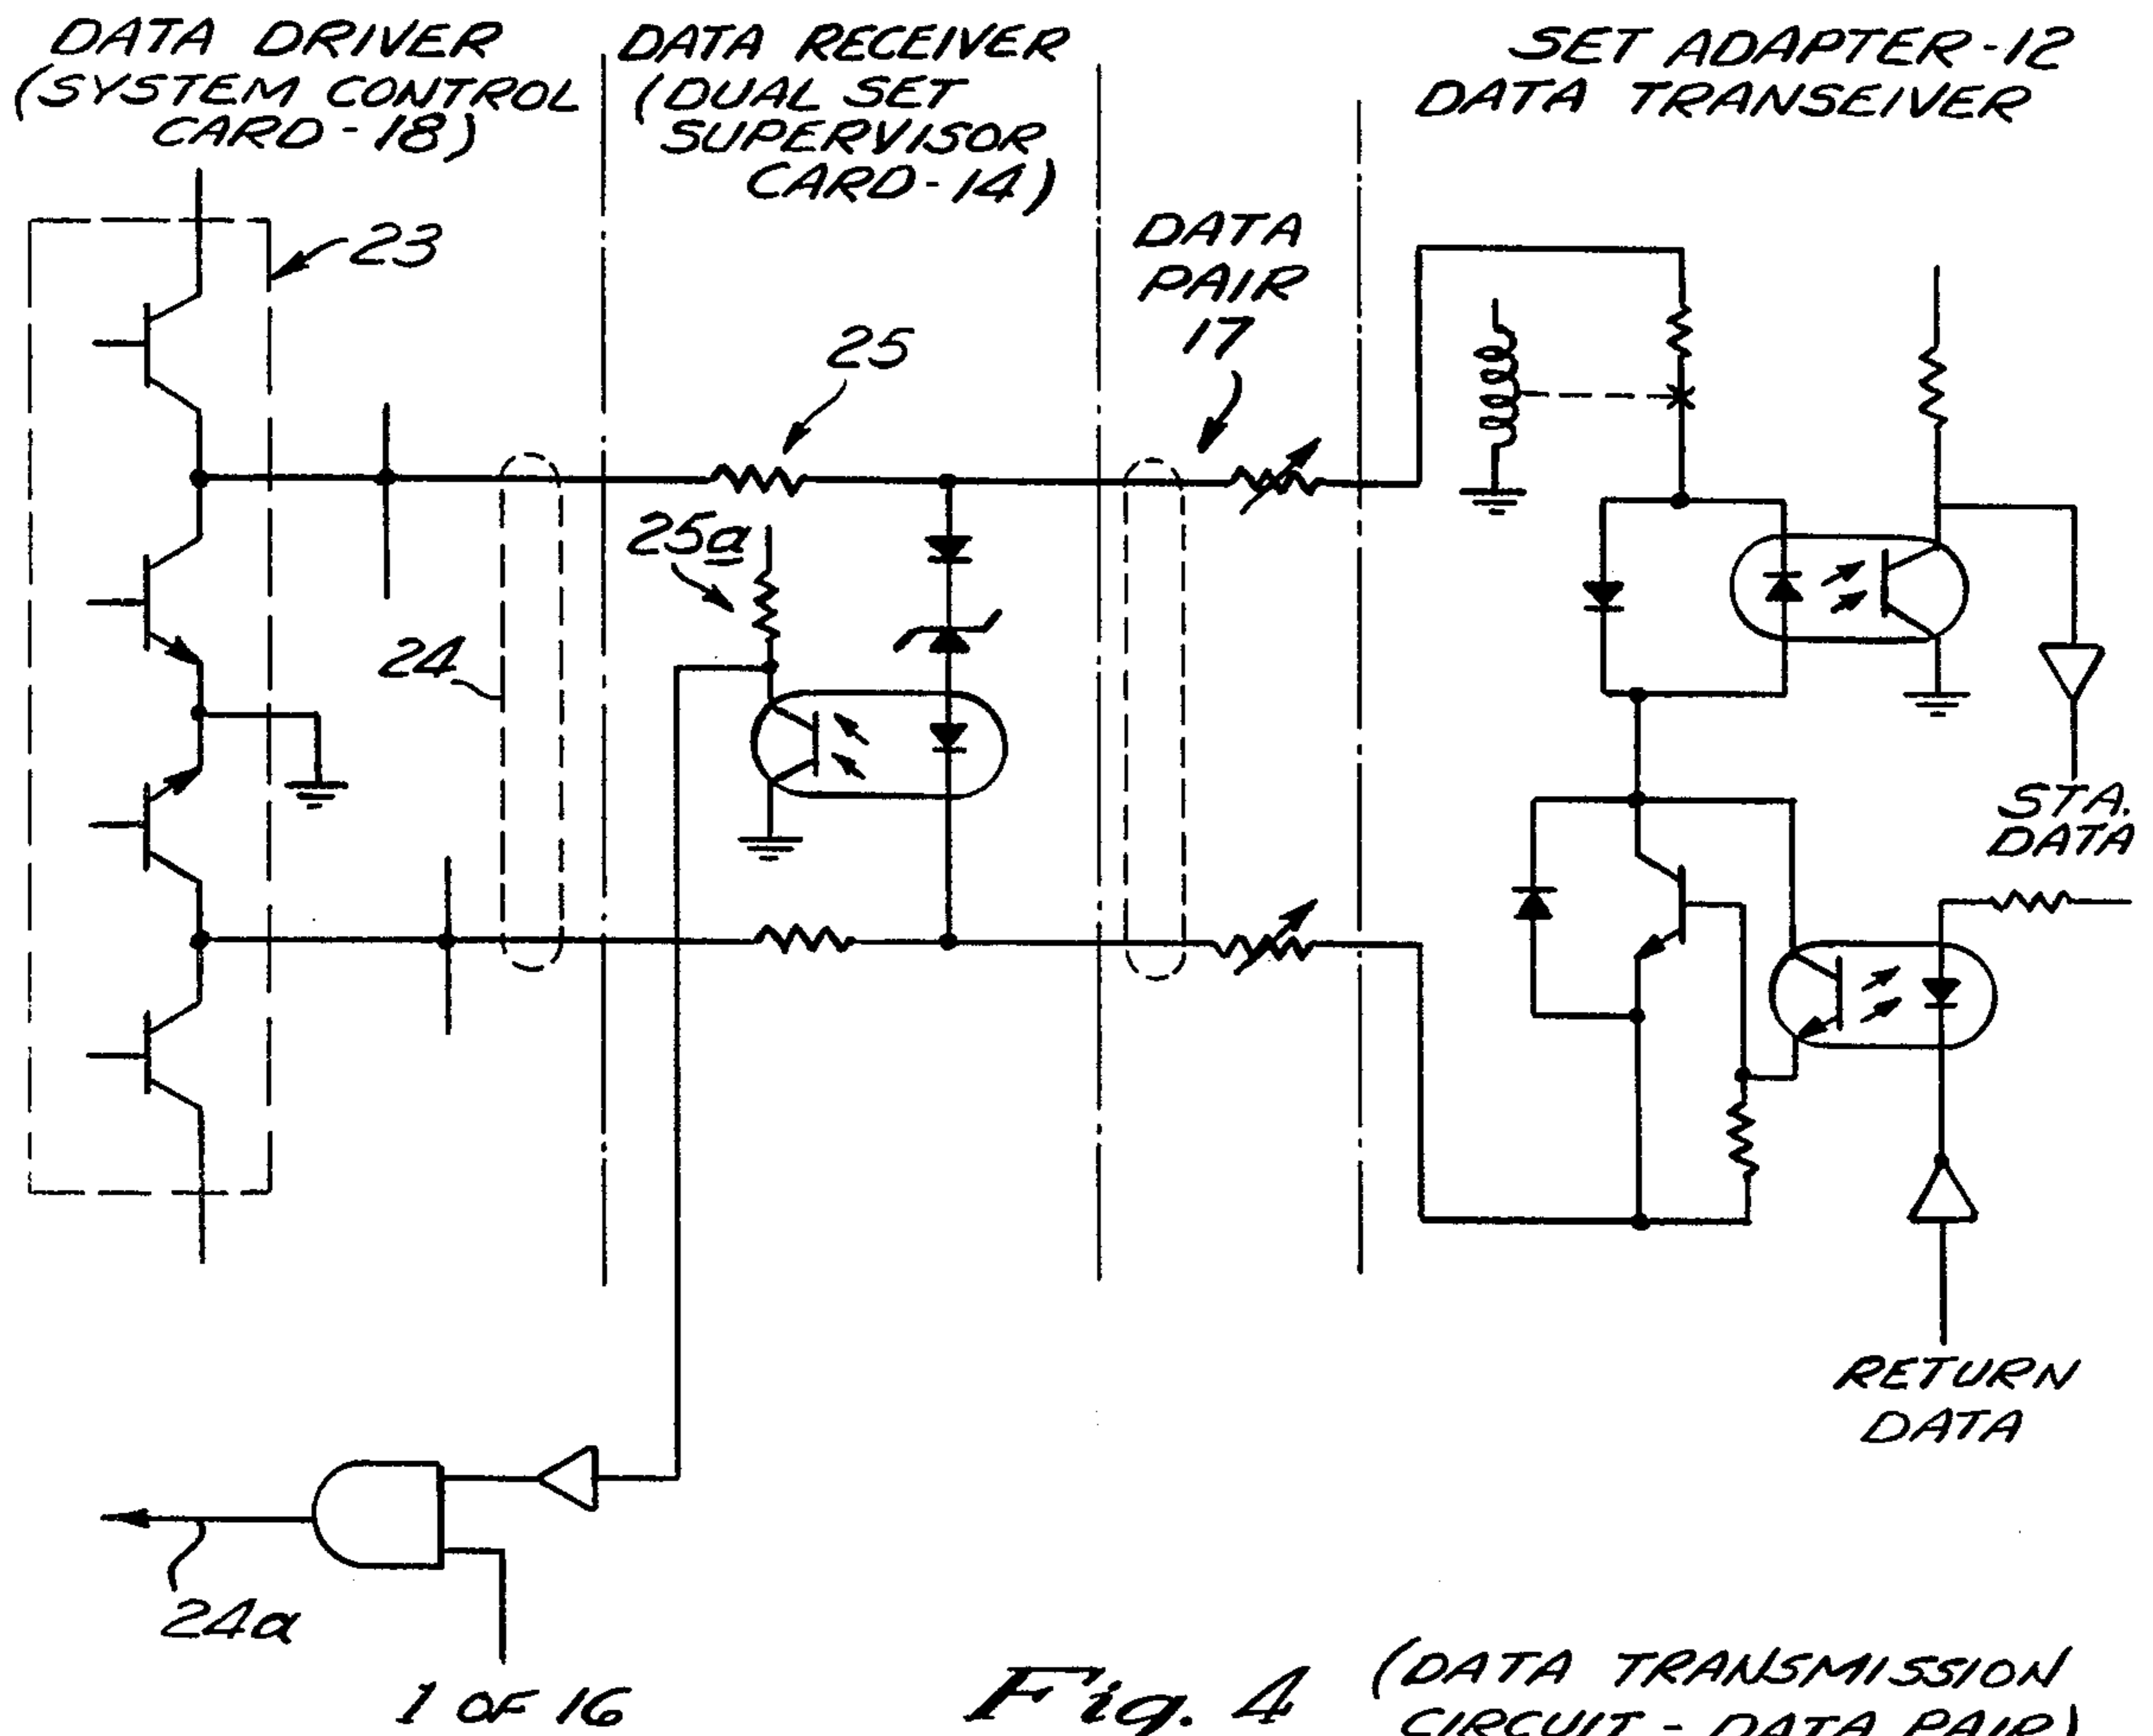 DATA DRIVER
(SYSTEM CONTROL
CARD-18)
DATA RECEIVER
(DUAL SET
SUPERVISOR
CARD-14)
SET ADAPTER-12
DATA TRANSEIVER
23
DATA
PAIR
17
25
25a
24
STA.
DATA
RETURN
DATA
24a
1 OF 16
Fig. 4
(DATA TRANSMISSION
CIRCUIT - DATA PAIR)